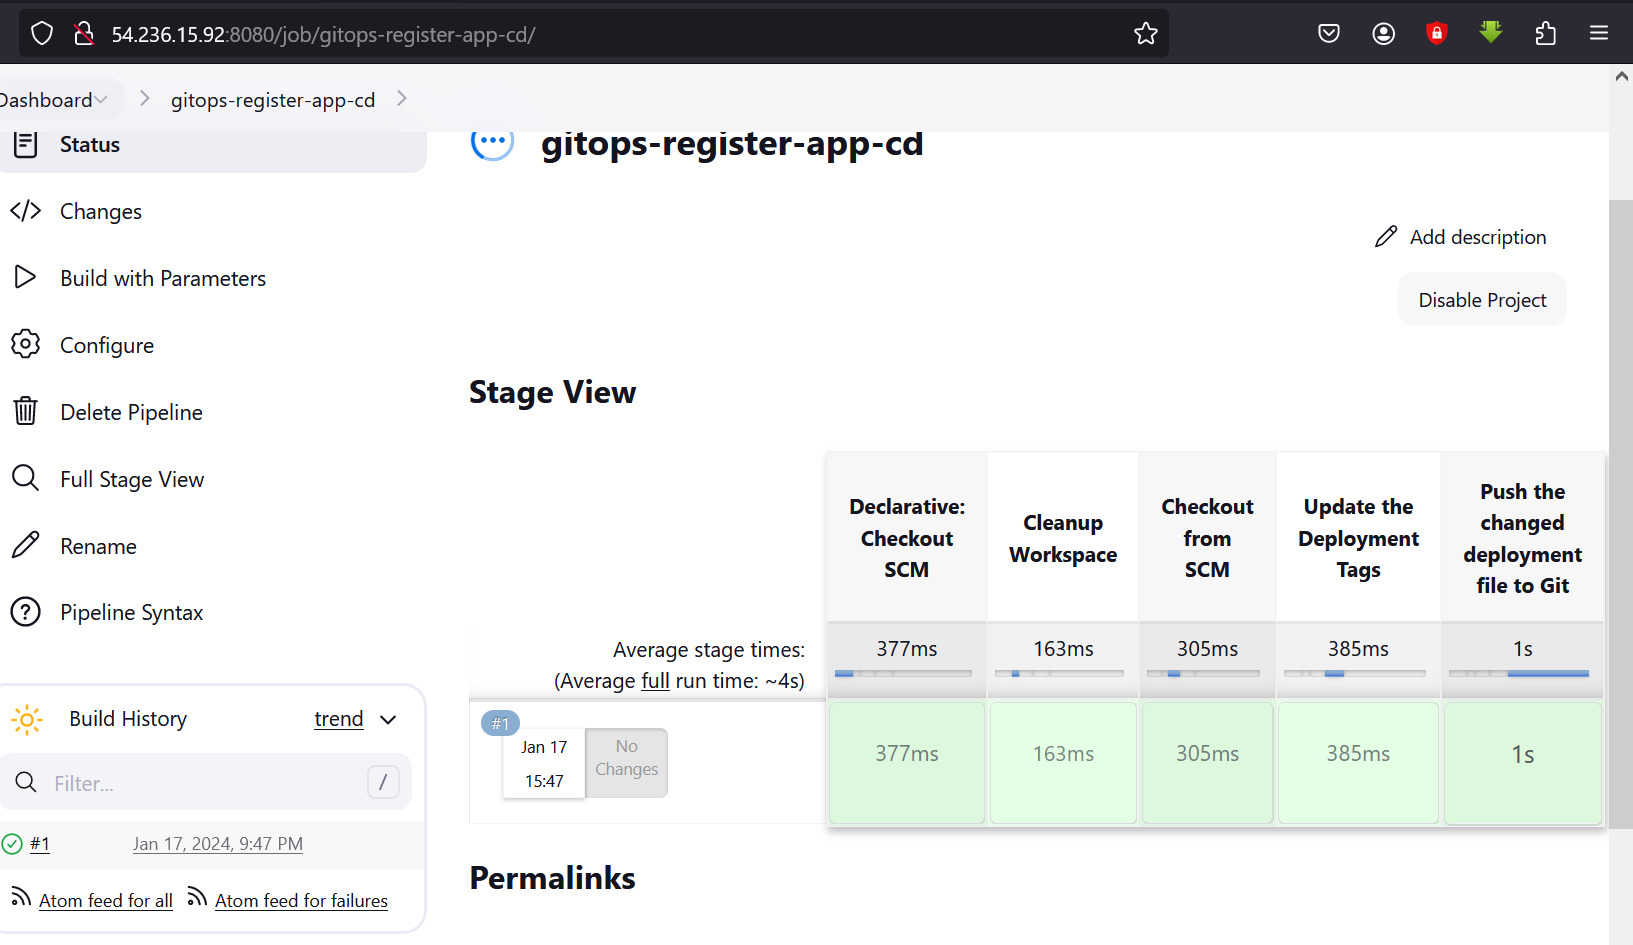 54.236.15.92:8080/job/gitops-register-app-cd/
Dashboard
gitops-register-app-cd
Status
Changes
Build with Parameters
Configure
Delete Pipeline
Full Stage View
Rename
Pipeline Syntax
Build History
trend
Filter...
/
#1
Jan 17, 2024, 9:47 PM
Atom feed for all
Atom feed for failures
gitops-register-app-cd
Add description
Disable Project
Stage View
Declarative:
Checkout
SCM
Cleanup
Workspace
Checkout
from
SCM
Update the
Deployment
Tags
Push the
changed
deployment
file to Git
Average stage times:
(Average full run time: ~4s)
377ms
163ms
305ms
385ms
1s
#1
Jan 17
15:47
No
Changes
377ms
163ms
305ms
385ms
1s
Permalinks